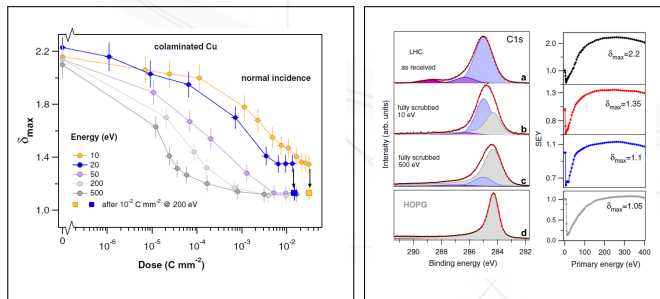 colaminated Cu
normal incidence
δmax
2.2
1.8
1.4
1.0
Energy (eV)
10
20
50
200
500
after 10⁻² C mm⁻² @ 200 eV
0
10⁻⁶
10⁻⁵
10⁻⁴
10⁻³
10⁻²
Dose (C mm⁻²)
C1s
LHC
as received
a
fully scrubbed
10 eV
b
fully scrubbed
500 eV
c
HOPG
d
Intensity (arb. units)
290 288 286 284 282
Binding energy (eV)
SEY
2.0
1.0
δmax=2.2
1.3
1.0
0.6
δmax=1.35
1.1
0.6
δmax=1.1
1.0
0.5
0.0
δmax=1.05
0 100 200 300 400
Primary energy (eV)